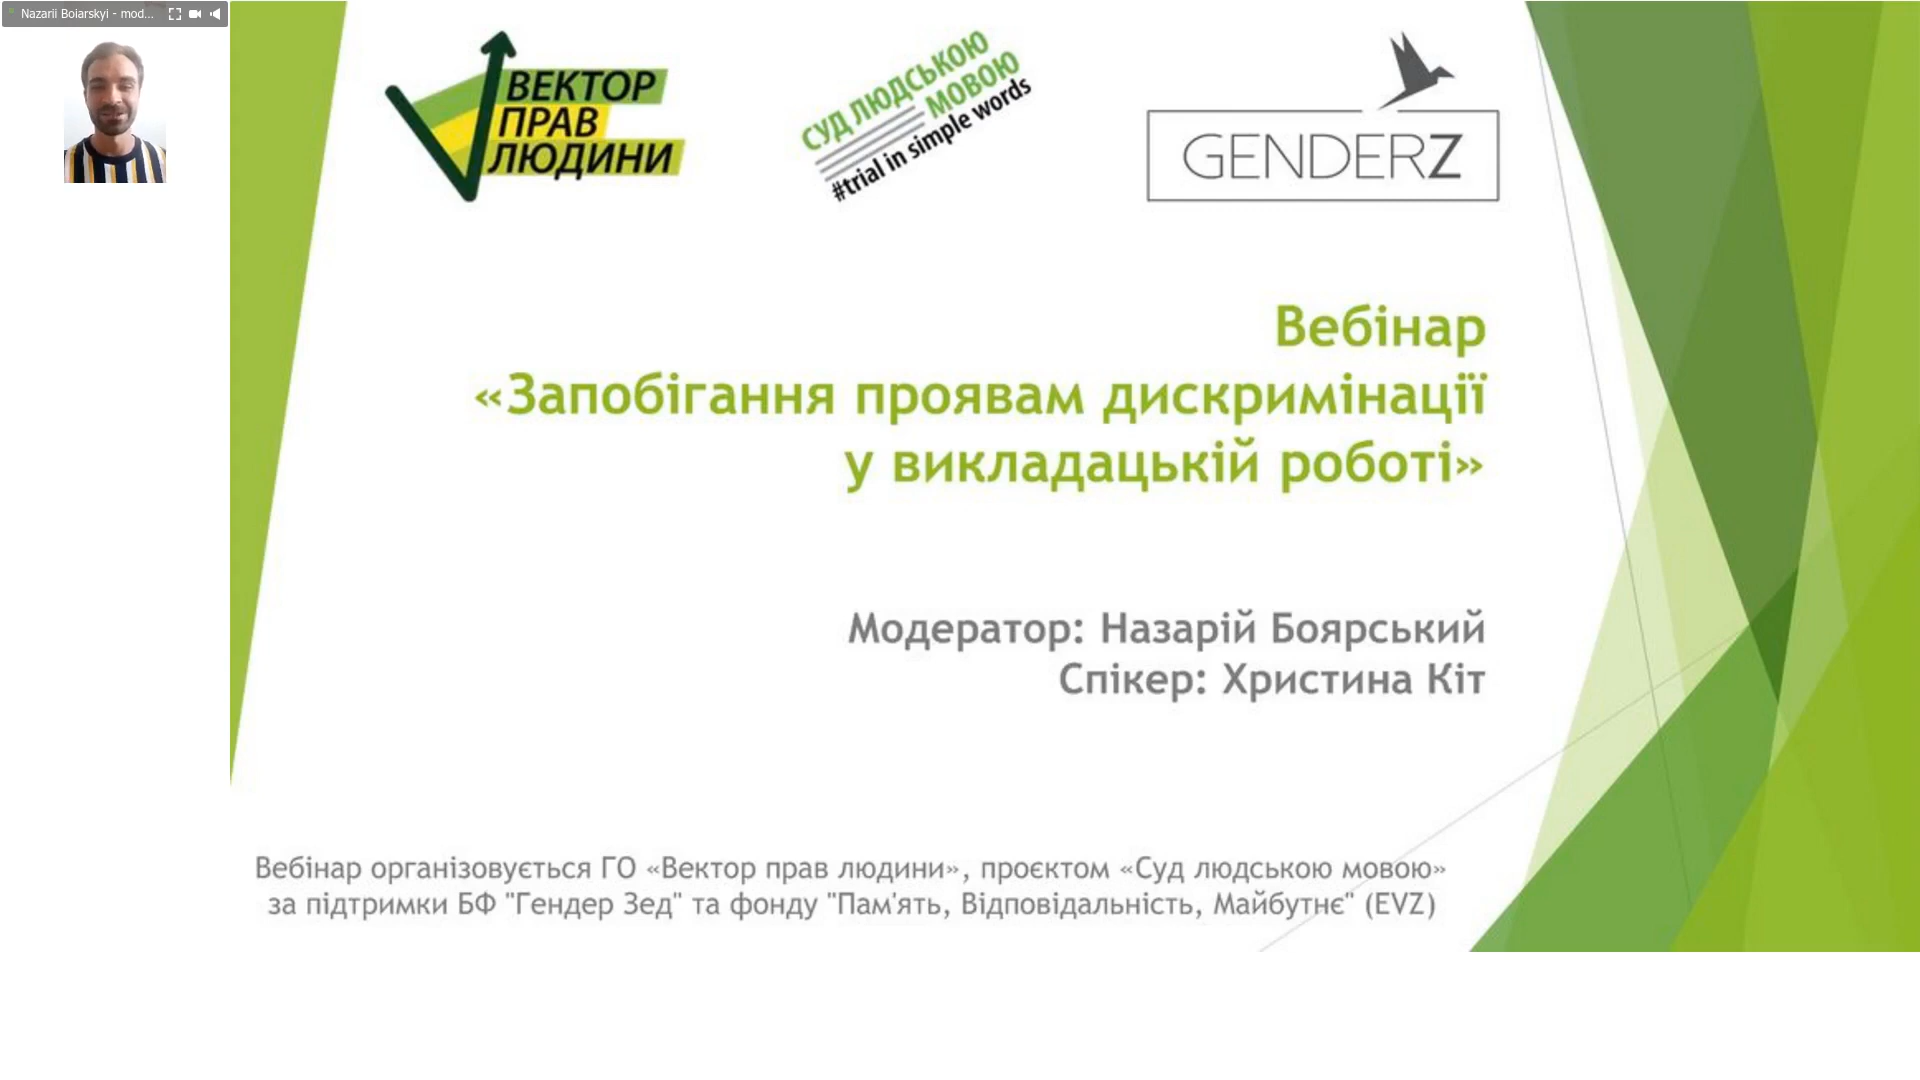 Nazarii Boiarskyi - mod...
ВЕКТОР
ПРАВ
ЛЮДИНИ
СУД ЛЮДСЬКОЮ
МОВОЮ
#trial in simple words
GENDERZ
Вебінар
«Запобігання проявам дискримінації
у викладацькій роботі»
Модератор: Назарій Боярський
Спікер: Христина Кіт
Вебінар організовується ГО «Вектор прав людини», проєктом «Суд людською мовою»
за підтримки БФ "Гендер Зед" та фонду "Пам'ять, Відповідальність, Майбутнє" (EVZ)